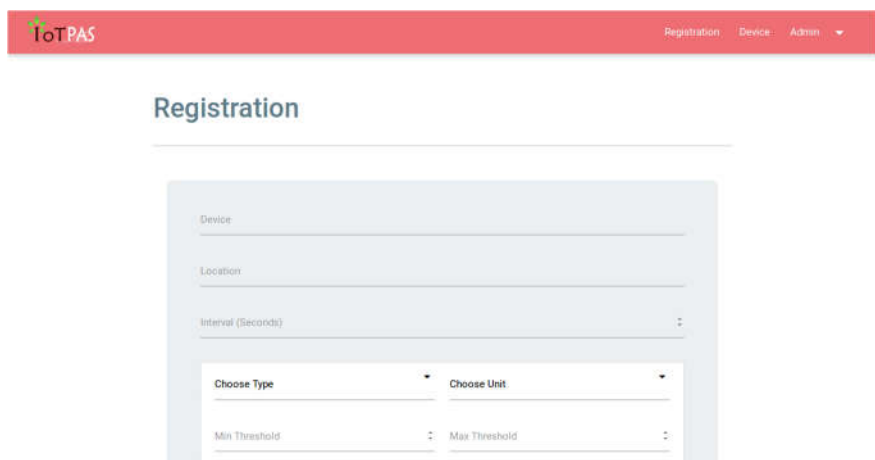 IoTPAS
Registration Device Admin
Registration
Device
Location
Interval (Seconds)
Choose Type Choose Unit
Min Threshold Max Threshold